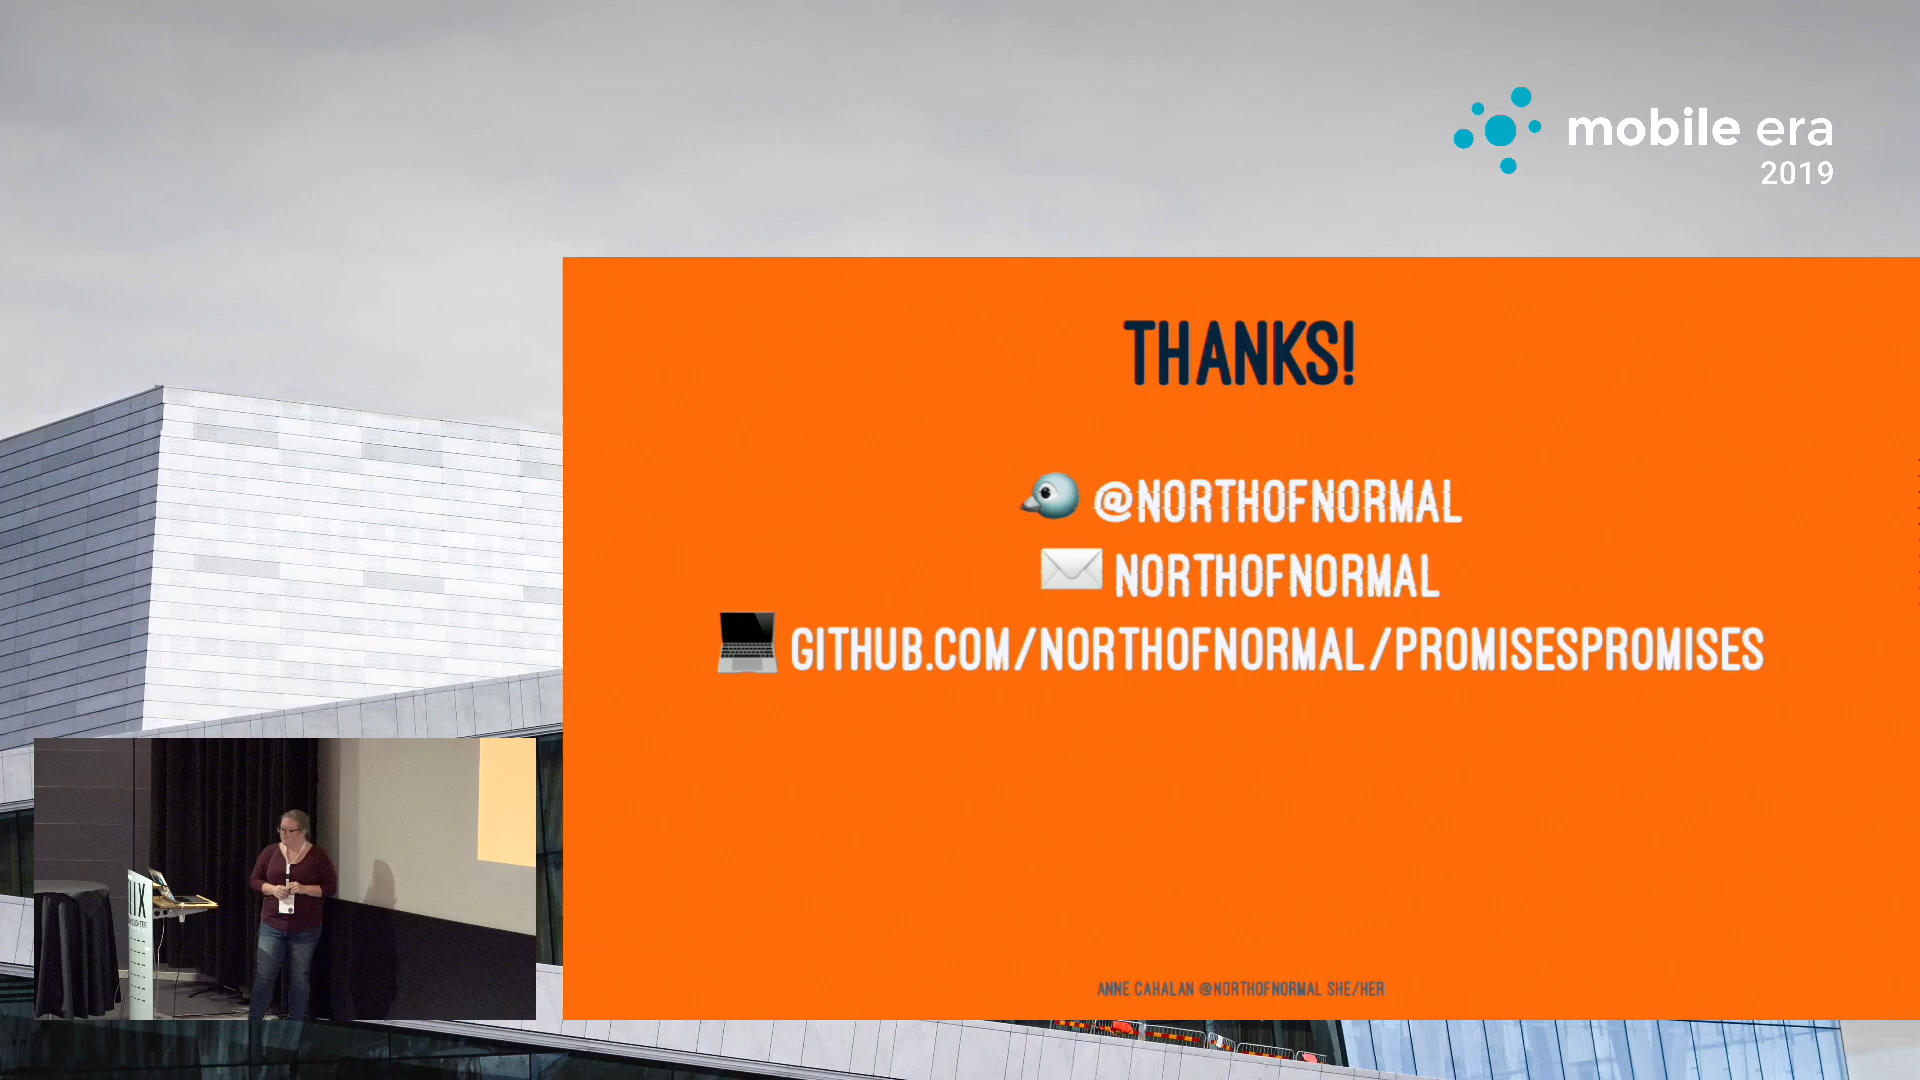 mobile era
2019
THANKS!
@NORTHOFNORMAL
NORTHOFNORMAL
GITHUB.COM/NORTHOFNORMAL/PROMISESPROMISES
ANNE CAHALAN @NORTHOFNORMAL SHE/HER